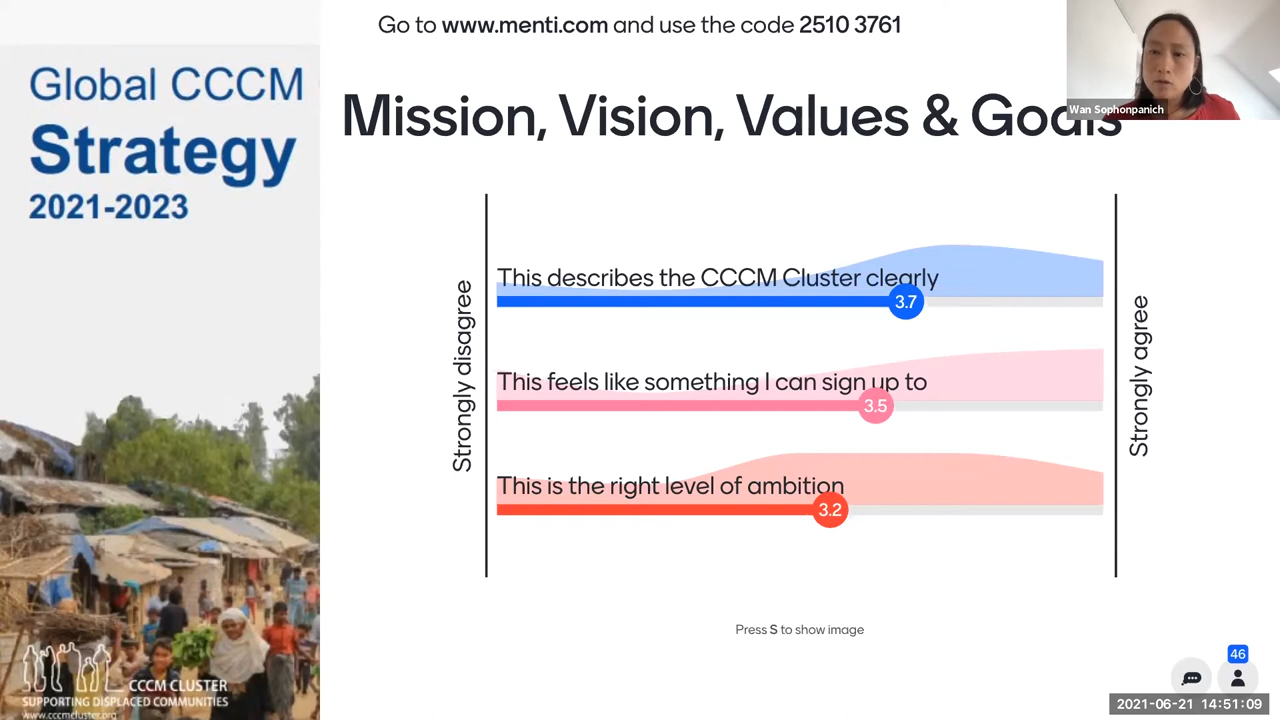 Go to www.menti.com and use the code 2510 3761
Wan Sophonpanich
Global CCCM
Strategy
2021-2023
Mission, Vision, Values & Goals
Strongly disagree
This describes the CCCM Cluster clearly
3.7
This feels like something I can sign up to
3.5
This is the right level of ambition
3.2
Strongly agree
Press S to show image
46
CCCM CLUSTER
SUPPORTING DISPLACED COMMUNITIES
www.cccmcluster.org
2021-06-21 14:51:09